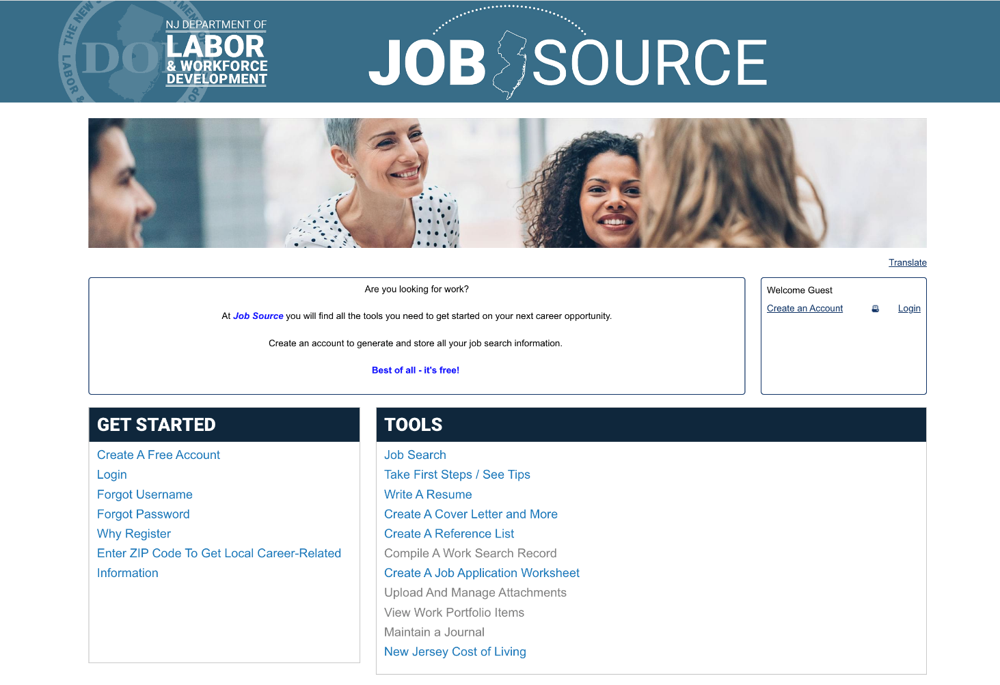 NJ DEPARTMENT OF
LABOR
& WORKFORCE
DEVELOPMENT
JOB SOURCE
Translate
Are you looking for work?
At Job Source you will find all the tools you need to get started on your next career opportunity.
Create an account to generate and store all your job search information.
Best of all - it's free!
Welcome Guest
Create an Account Login
GET STARTED
Create A Free Account
Login
Forgot Username
Forgot Password
Why Register
Enter ZIP Code To Get Local Career-Related
Information
TOOLS
Job Search
Take First Steps / See Tips
Write A Resume
Create A Cover Letter and More
Create A Reference List
Compile A Work Search Record
Create A Job Application Worksheet
Upload And Manage Attachments
View Work Portfolio Items
Maintain a Journal
New Jersey Cost of Living